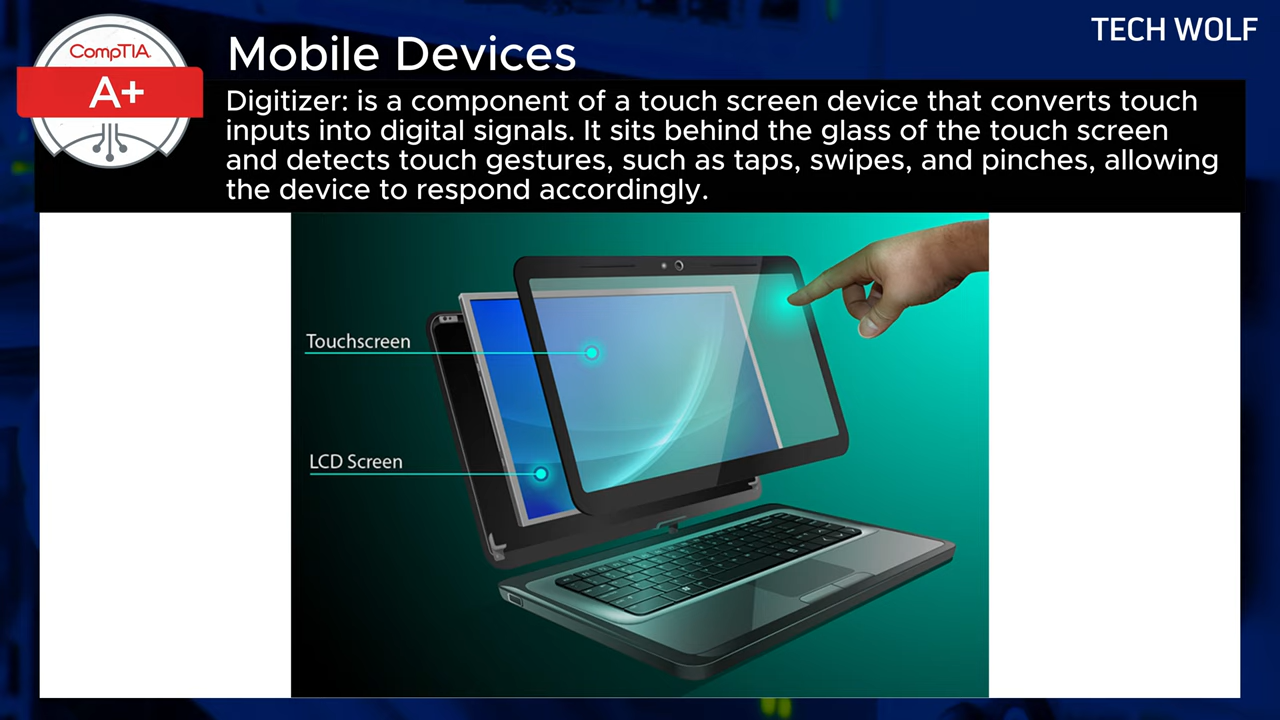 TECH WOLF
CompTIA.
A+
Mobile Devices
Digitizer: is a component of a touch screen device that converts touch
inputs into digital signals. It sits behind the glass of the touch screen
and detects touch gestures, such as taps, swipes, and pinches, allowing
the device to respond accordingly.
Touchscreen
LCD Screen